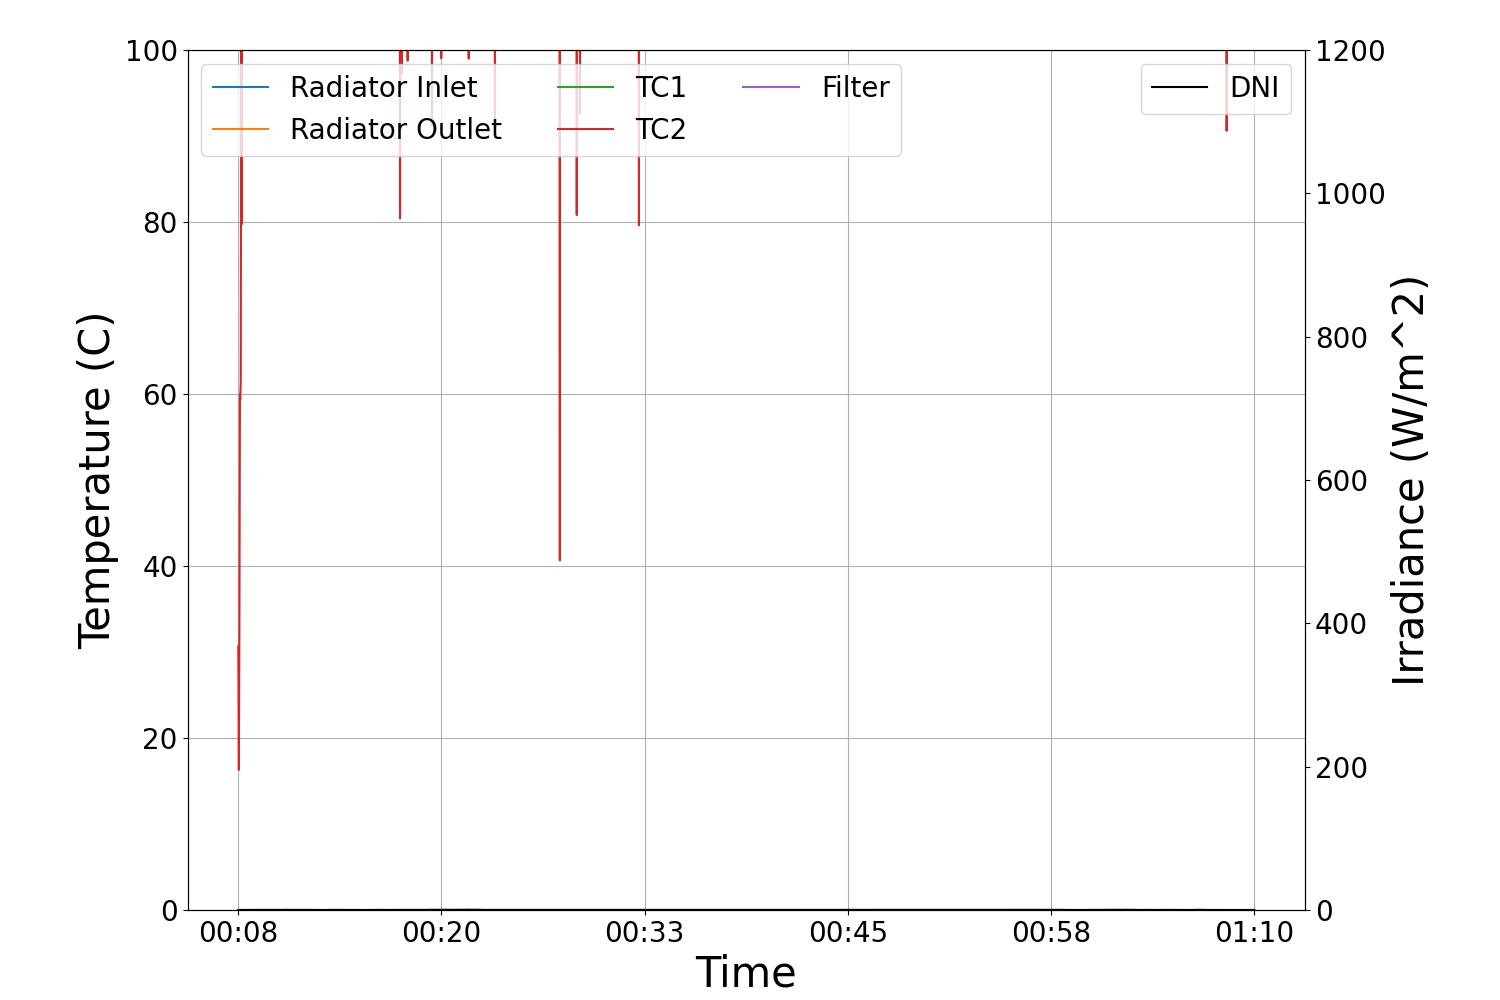 100
80
60
40
20
0
Temperature (C)
Radiator Inlet
Radiator Outlet
TC1
TC2
Filter
DNI
1200
1000
800
600
400
200
0
Irradiance (W/m^2)
00:08
00:20
00:33
00:45
00:58
01:10
Time